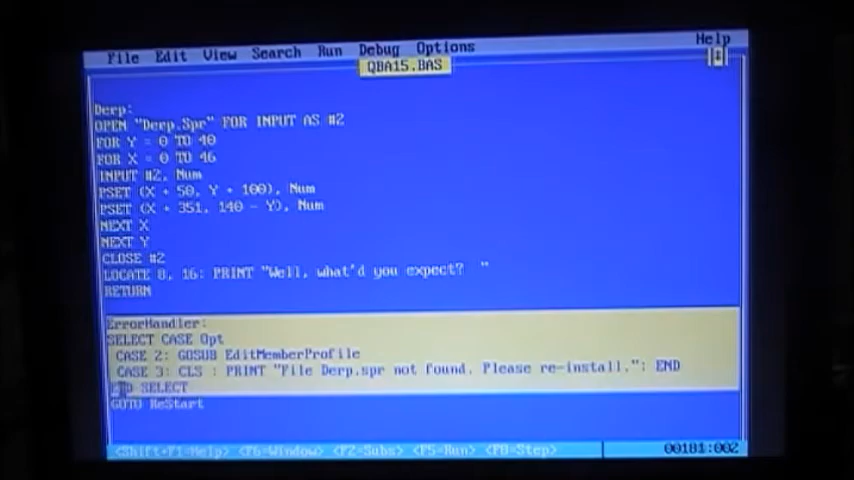 File Edit View Search Run Debug Options Help
QBA15.BAS
Derp:
OPEN "Derp.Spr" FOR INPUT AS #2
FOR Y = 0 TO 40
FOR X = 0 TO 46
INPUT #2, Num
PSET (X + 50, Y + 100), Num
PSET (X + 351, 140 - Y), Num
NEXT X
NEXT Y
CLOSE #2
LOCATE 8, 16: PRINT "Well, what'd you expect?  "
RETURN
ErrorHandler:
SELECT CASE Opt
CASE 2: GOSUB EditMemberProfile
CASE 3: CLS : PRINT "File Derp.spr not found. Please re-install.": END
END SELECT
GOTO ReStart
<Shift+F1=Help> <F6=Window> <F2=Subs> <F5=Run> <F8=Step> 00181:002